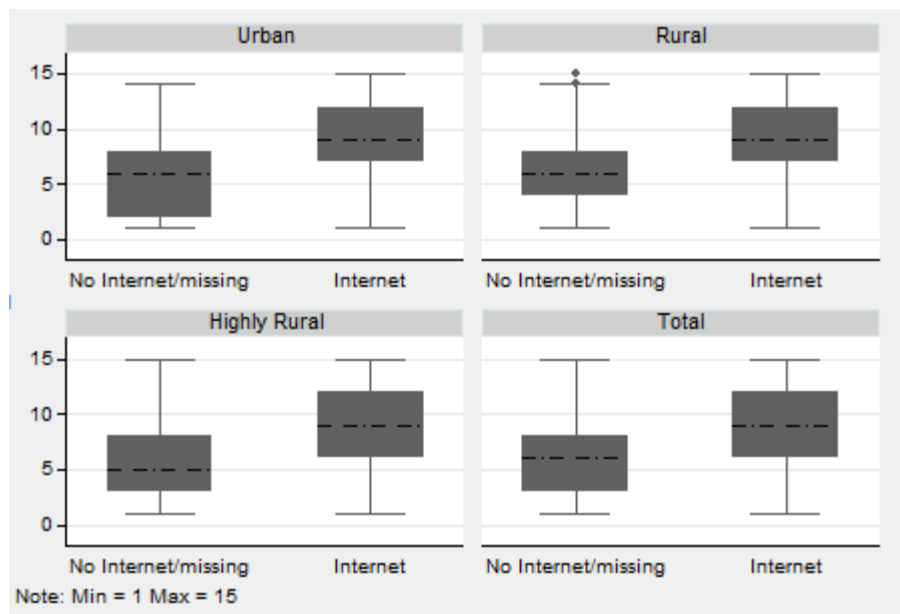 Urban
Rural
15
10
5
0
No Internet/missing
Internet
No Internet/missing
Internet
Highly Rural
Total
15
10
5
0
No Internet/missing
Internet
No Internet/missing
Internet
Note: Min = 1 Max = 15